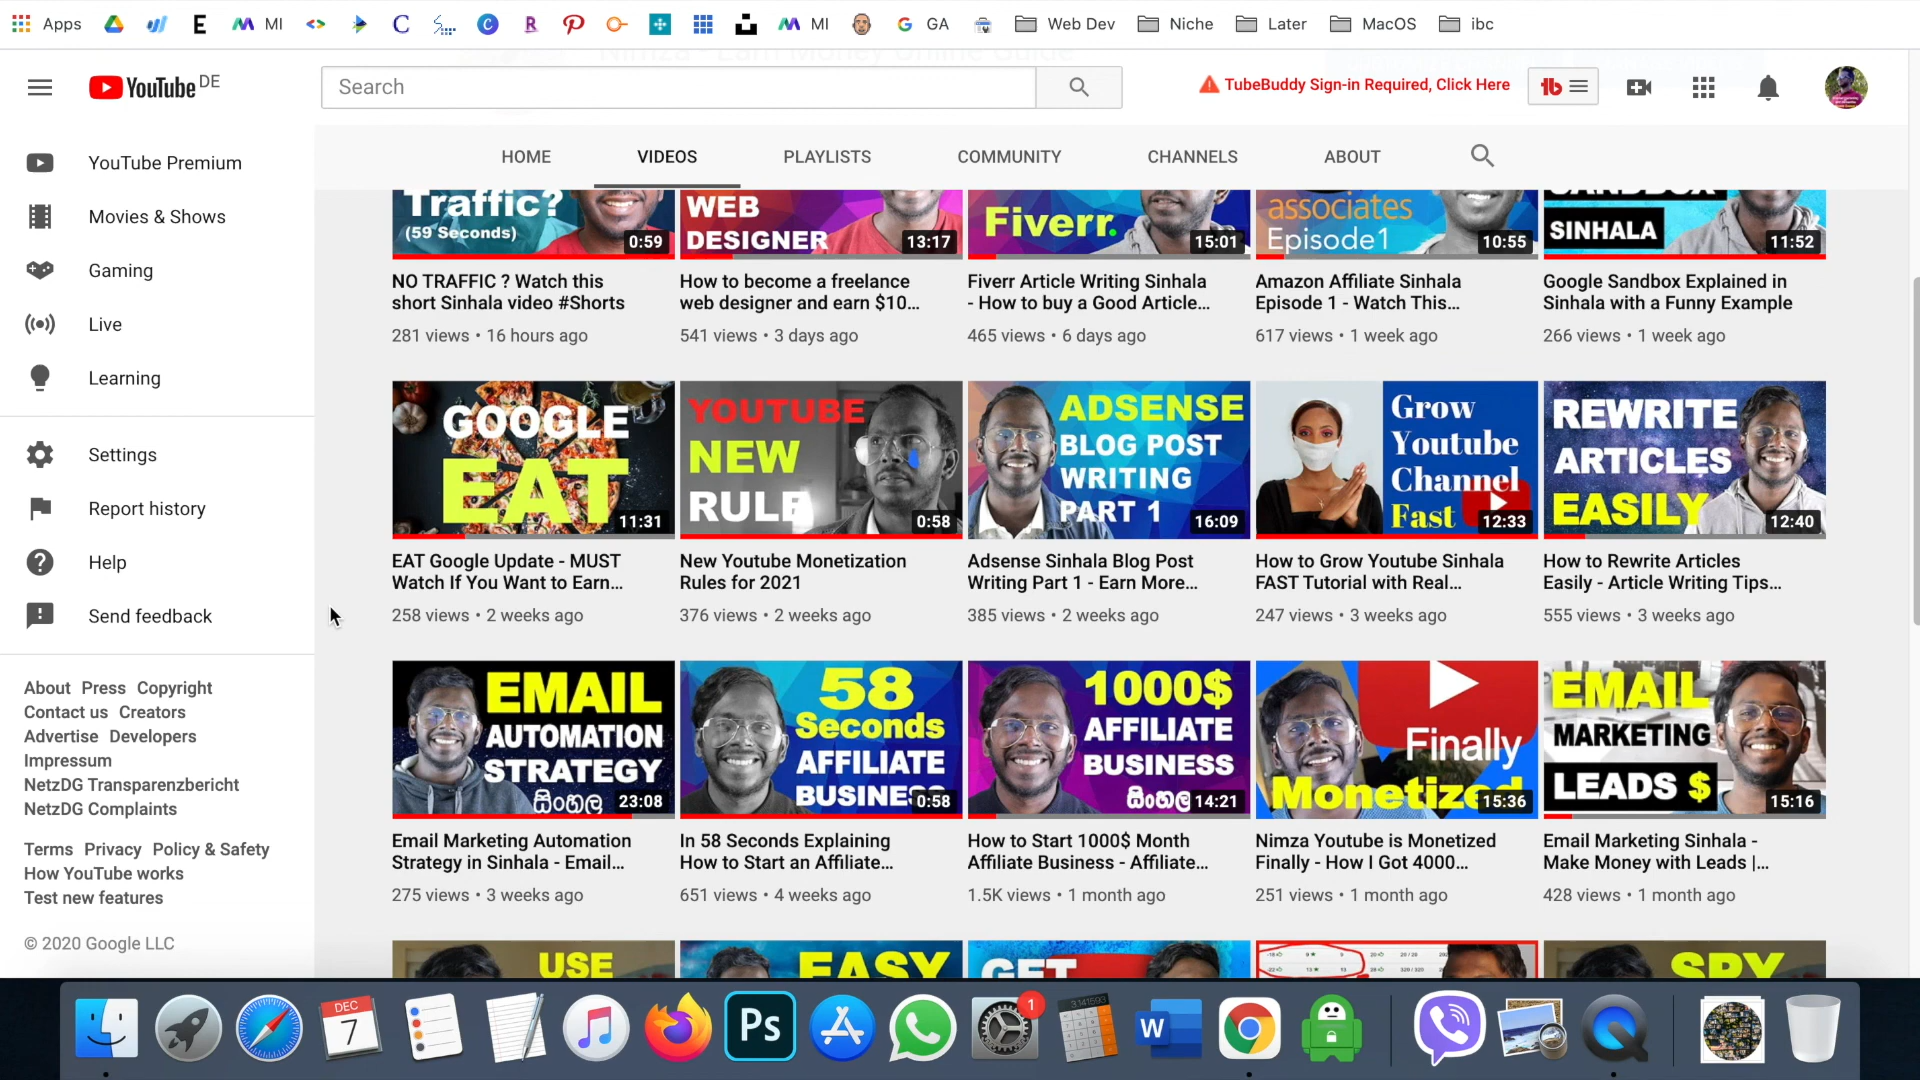 Apps
MI
MI
GA
Web Dev
Niche
Later
MacOS
ibc
YouTube DE
Search
TubeBuddy Sign-in Required, Click Here
HOME VIDEOS PLAYLISTS COMMUNITY CHANNELS ABOUT
YouTube Premium
Movies & Shows
Gaming
Live
Learning
Settings
Report history
Help
Send feedback
About Press Copyright
Contact us Creators
Advertise Developers
Impressum
NetzDG Transparenzbericht
NetzDG Complaints
Terms Privacy Policy & Safety
How YouTube works
Test new features
© 2020 Google LLC
Traffic?
(59 Seconds)
0:59
NO TRAFFIC ? Watch this
short Sinhala video #Shorts
281 views • 16 hours ago
WEB
DESIGNER
13:17
How to become a freelance
web designer and earn $10...
541 views • 3 days ago
Fiverr.
15:01
Fiverr Article Writing Sinhala
- How to buy a Good Article...
465 views • 6 days ago
associates
Episode1
10:55
Amazon Affiliate Sinhala
Episode 1 - Watch This...
617 views • 1 week ago
SANDBOX
SINHALA
11:52
Google Sandbox Explained in
Sinhala with a Funny Example
266 views • 1 week ago
GOOGLE
EAT
11:31
EAT Google Update - MUST
Watch If You Want to Earn...
258 views • 2 weeks ago
YOUTUBE
NEW
RULE
0:58
New Youtube Monetization
Rules for 2021
376 views • 2 weeks ago
ADSENSE
BLOG POST
WRITING
PART 1
16:09
Adsense Sinhala Blog Post
Writing Part 1 - Earn More...
385 views • 2 weeks ago
Grow
Youtube
Channel
Fast
12:33
How to Grow Youtube Sinhala
FAST Tutorial with Real...
247 views • 3 weeks ago
REWRITE
ARTICLES
EASILY
12:40
How to Rewrite Articles
Easily - Article Writing Tips...
555 views • 3 weeks ago
EMAIL
AUTOMATION
STRATEGY
සිංහල
23:08
Email Marketing Automation
Strategy in Sinhala - Email...
275 views • 3 weeks ago
58
Seconds
AFFILIATE
BUSINESS
0:58
In 58 Seconds Explaining
How to Start an Affiliate...
651 views • 4 weeks ago
1000$
AFFILIATE
BUSINESS
සිංහල
14:21
How to Start 1000$ Month
Affiliate Business - Affiliate...
1.5K views • 1 month ago
Finally
Monetized
15:36
Nimza Youtube is Monetized
Finally - How I Got 4000...
251 views • 1 month ago
EMAIL
MARKETING
LEADS $
15:16
Email Marketing Sinhala -
Make Money with Leads |...
428 views • 1 month ago
USE
EASY
GET
SPY
DEC
7
Ps
1
3.141593
W